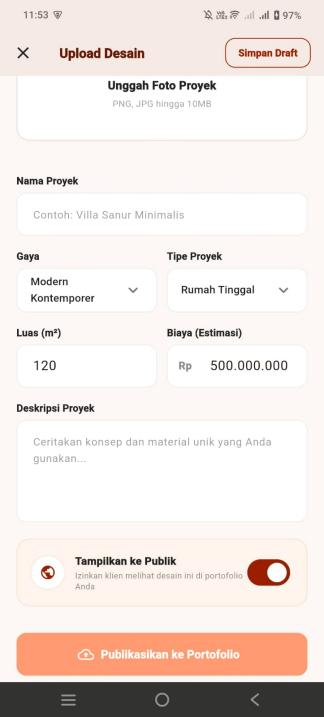 11:53
97%
Upload Desain
Simpan Draft
Unggah Foto Proyek
PNG, JPG hingga 10MB
Nama Proyek
Contoh: Villa Sanur Minimalis
Gaya
Tipe Proyek
Modern
Kontemporer
Rumah Tinggal
Luas (m²)
Biaya (Estimasi)
120
Rp 500.000.000
Deskripsi Proyek
Ceritakan konsep dan material unik yang Anda
gunakan...
Tampilkan ke Publik
Izinkan klien melihat desain ini di portofolio
Anda
Publikasikan ke Portofolio